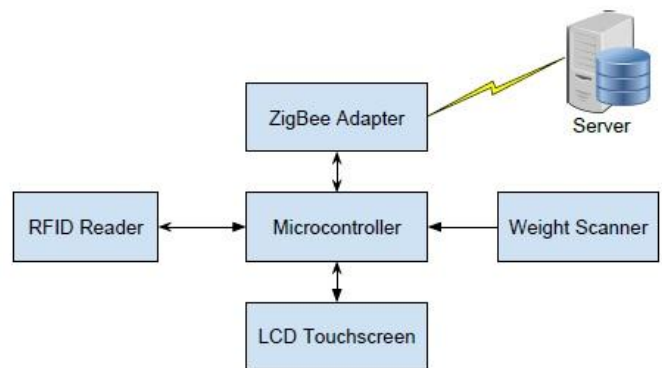 ZigBee Adapter
Server
RFID Reader
Microcontroller
Weight Scanner
LCD Touchscreen